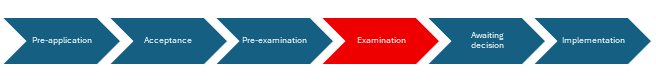 Pre-application
Acceptance
Pre-examination
Examination
Awaiting
decision
Implementation